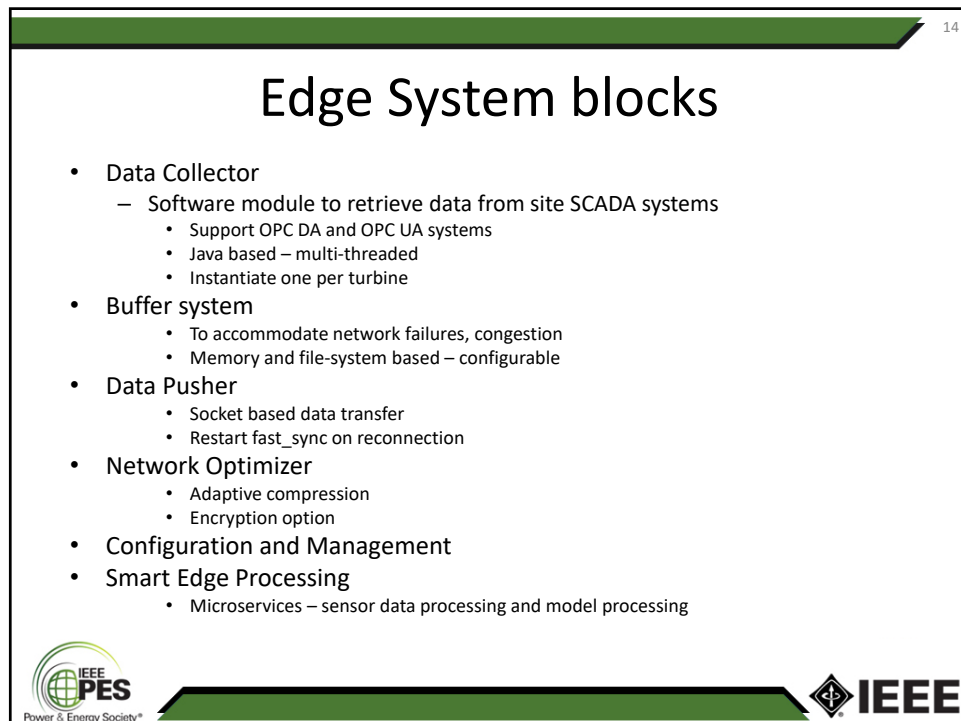 14
Edge System blocks
• Data Collector
– Software module to retrieve data from site SCADA systems
• Support OPC DA and OPC UA systems
• Java based – multi-threaded
• Instantiate one per turbine
• Buffer system
• To accommodate network failures, congestion
• Memory and file-system based – configurable
• Data Pusher
• Socket based data transfer
• Restart fast_sync on reconnection
• Network Optimizer
• Adaptive compression
• Encryption option
• Configuration and Management
• Smart Edge Processing
• Microservices – sensor data processing and model processing
IEEE
PES
Power & Energy Society®
IEEE